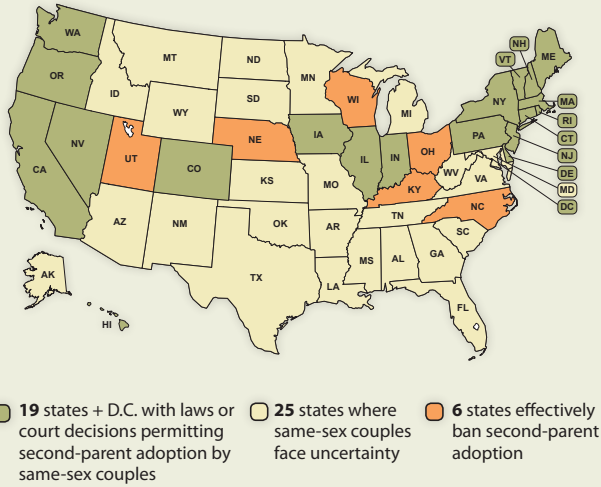 WA
MT
ND
MN
OR
ID
SD
WI
MI
NH
VT
ME
WY
NY
MA
RI
CT
NJ
DE
MD
DC
NV
UT
NE
IA
PA
CA
CO
IL
IN
OH
WV
VA
KS
MO
KY
NC
AZ
NM
OK
AR
TN
SC
TX
LA
MS
AL
GA
FL
AK
HI
19 states + D.C. with laws or
court decisions permitting
second-parent adoption by
same-sex couples
25 states where
same-sex couples
face uncertainty
6 states effectively
ban second-parent
adoption